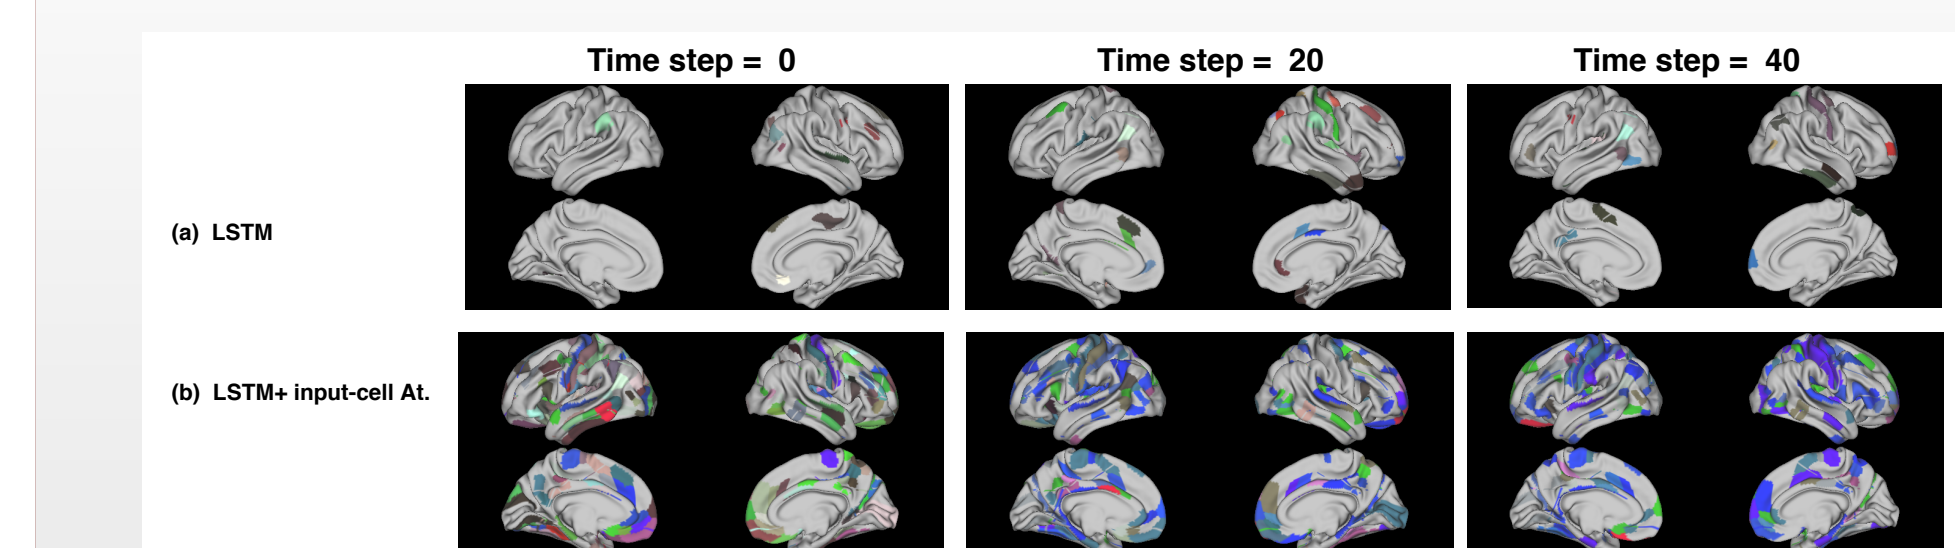 Time step = 0
Time step = 20
Time step = 40
(a) LSTM
(b) LSTM+ input-cell At.